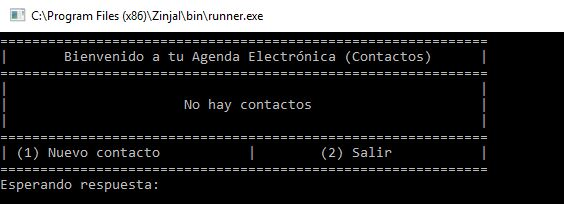 C:\Program Files (x86)\Zinjal\bin\runner.exe
============================================================
|       Bienvenido a tu Agenda Electrónica (Contactos)      |
============================================================
|                                                           |
|                      No hay contactos                     |
|                                                           |
============================================================
| (1) Nuevo contacto           |        (2) Salir           |
============================================================
Esperando respuesta: